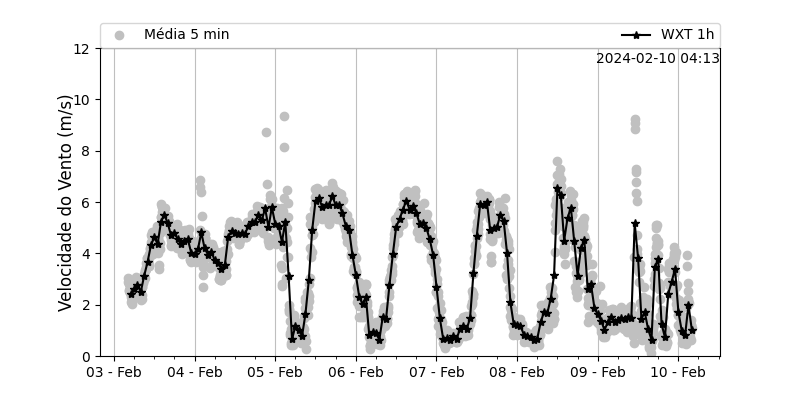 Média 5 min WXT 1h
2024-02-10 04:13
Velocidade do Vento (m/s)
12
10
8
6
4
2
0
03 - Feb 04 - Feb 05 - Feb 06 - Feb 07 - Feb 08 - Feb 09 - Feb 10 - Feb